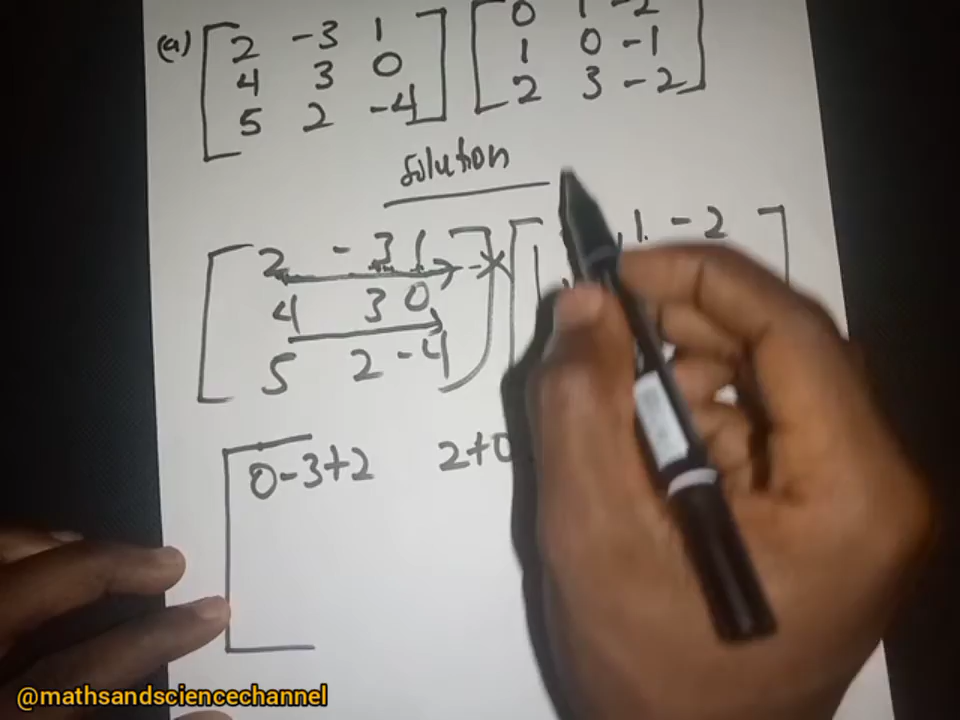 (a) 2 -3 1 0 1 -2
4 3 0 1 0 -1
5 2 -4 2 3 -2
Solution
2 -3 1 × 1 -2
4 3 0 1
5 2 -4
0-3+2 2+0
@mathsandsciencechannel